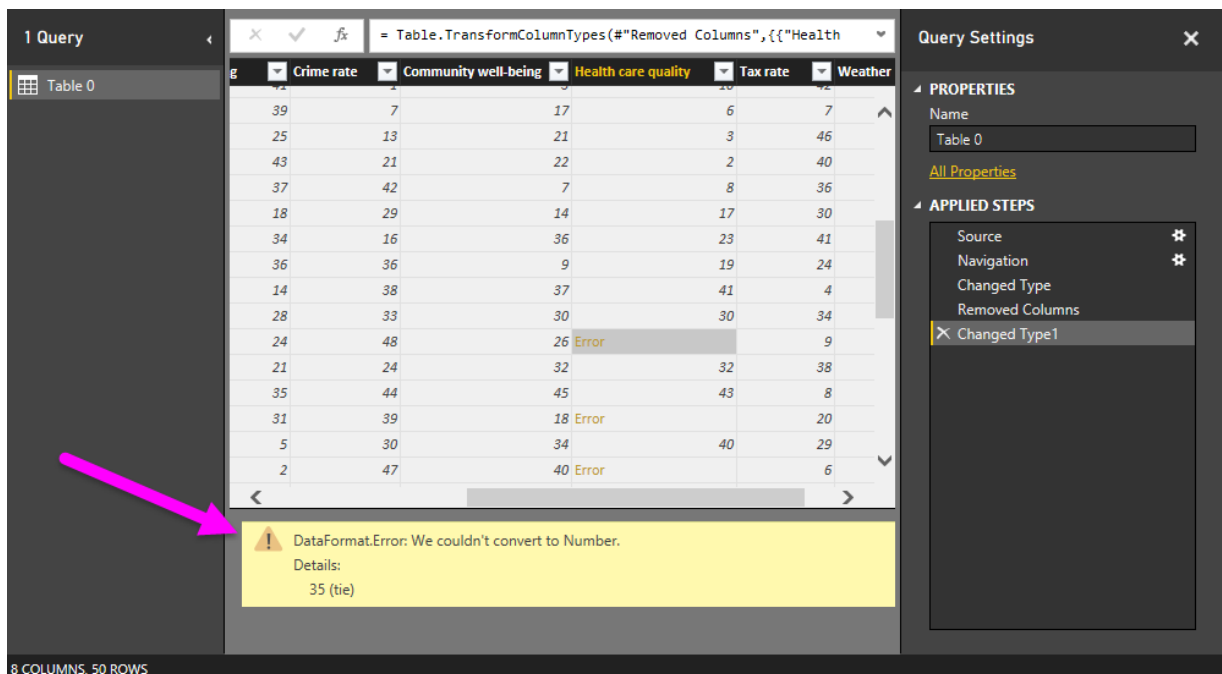 1 Query
fx = Table.TransformColumnTypes(#"Removed Columns",{{"Health
Query Settings
Table 0
g Crime rate Community well-being Health care quality Tax rate Weather
39 7 17 6 7
25 13 21 3 46
43 21 22 2 40
37 42 7 8 36
18 29 14 17 30
34 16 36 23 41
36 36 9 19 24
14 38 37 41 4
28 33 30 30 34
24 48 26 Error 9
21 24 32 32 38
35 44 45 43 8
31 39 18 Error 20
5 30 34 40 29
2 47 40 Error 6
DataFormat.Error: We couldn't convert to Number.
Details:
35 (tie)
PROPERTIES
Name
Table 0
All Properties
APPLIED STEPS
Source
Navigation
Changed Type
Removed Columns
Changed Type1
8 COLUMNS, 50 ROWS